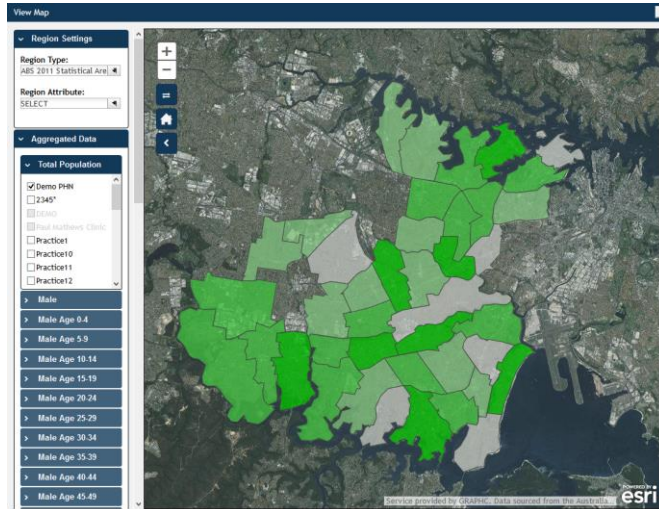 View Map
Region Settings
Region Type:
ABS 2011 Statistical Are
Region Attribute:
SELECT
Aggregated Data
Total Population
Demo PHN
2345"
DEMO
Paul Mathews Clinic
Practice1
Practice10
Practice11
Practice12
Male
Male Age 0-4
Male Age 5-9
Male Age 10-14
Male Age 15-19
Male Age 20-24
Male Age 25-29
Male Age 30-34
Male Age 35-39
Male Age 40-44
Male Age 45-49
Service provided by GRAPHC. Data sourced from the Australia...
POWERED BY
esri